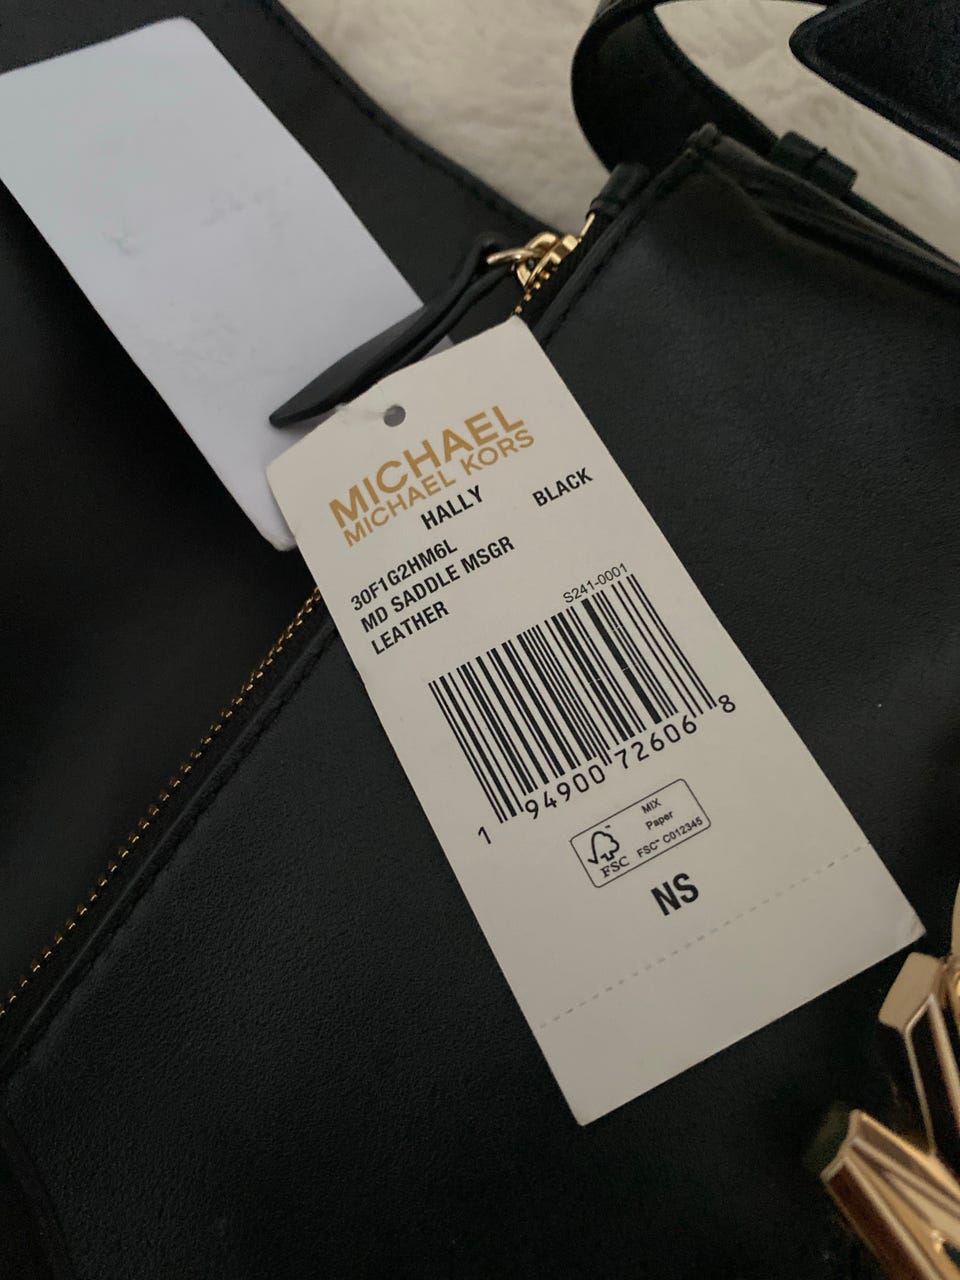 MICHAEL
MICHAEL KORS
HALLY BLACK
30F1G2HM6L
MD SADDLE MSGR
LEATHER
S241-0001
1 94900 72606 8
FSC
MIX
Paper
FSC™ C012345
NS